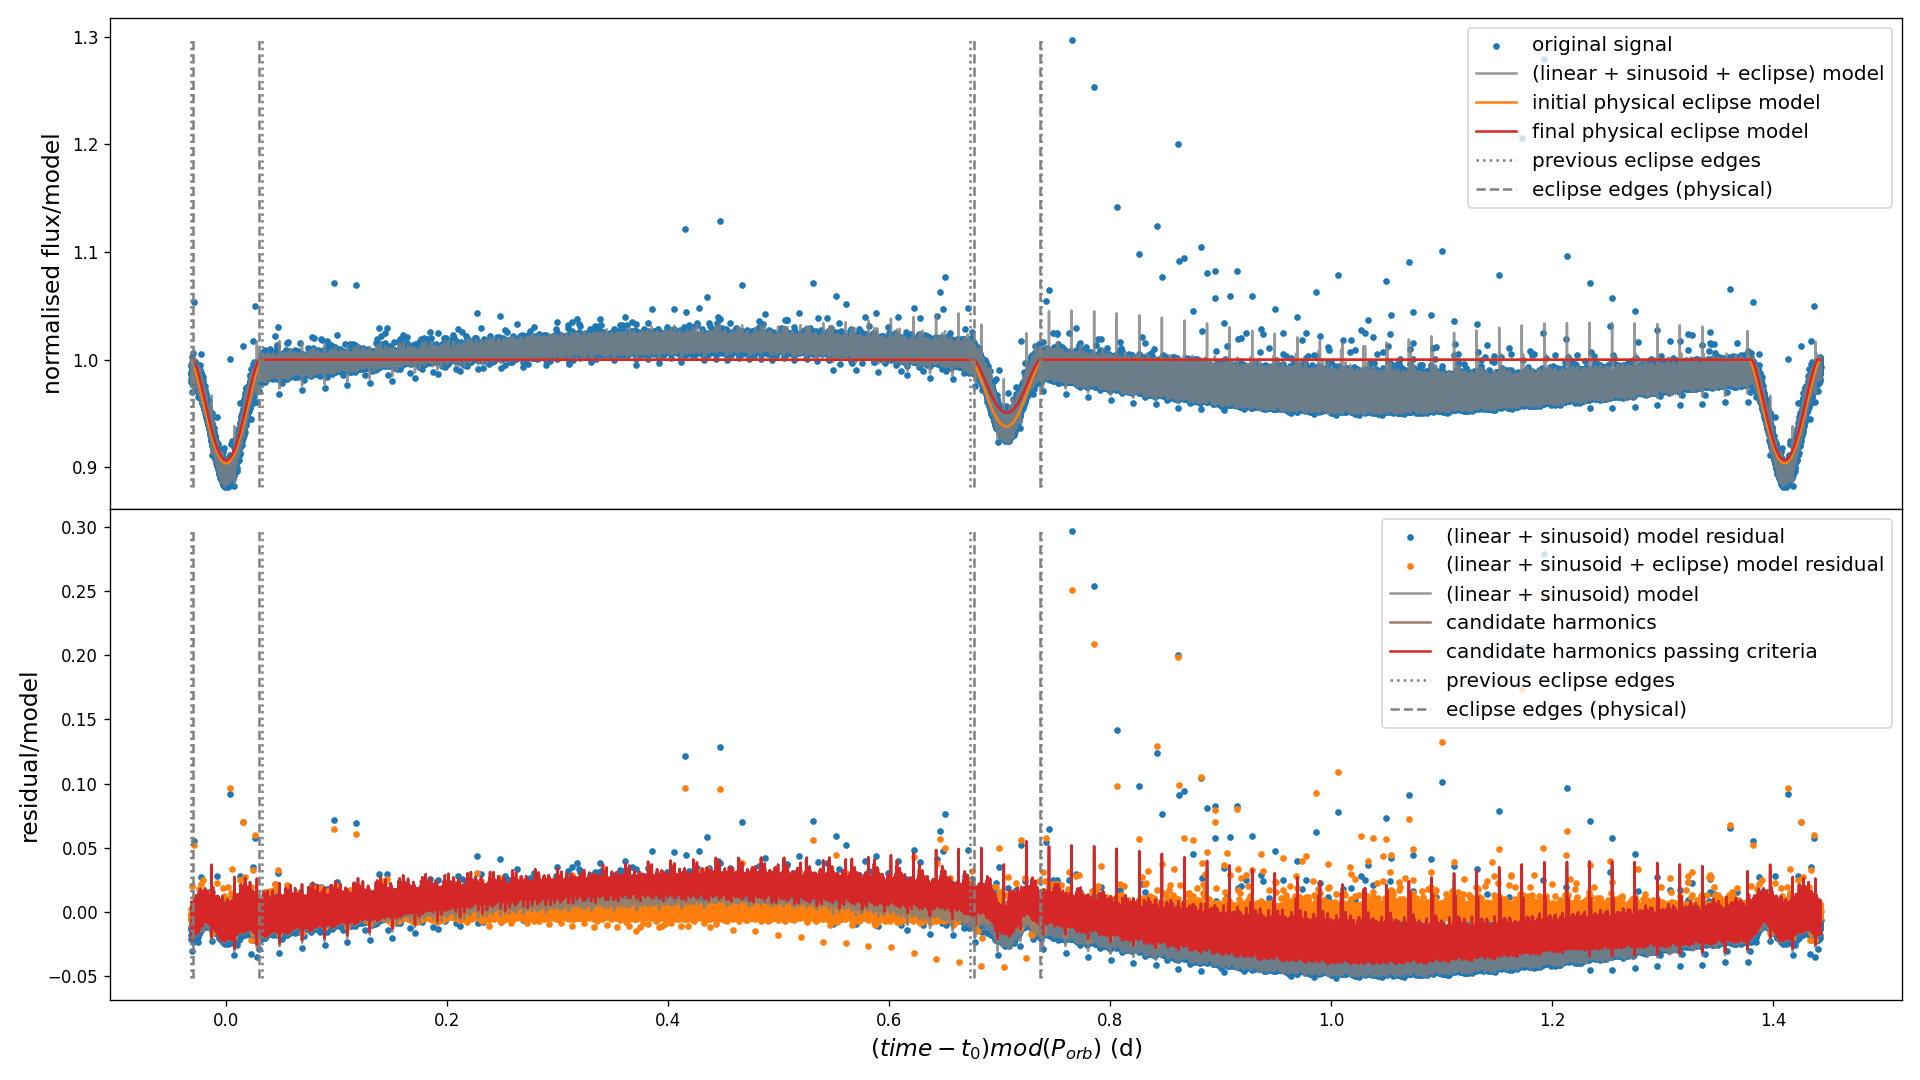 1.3
1.2
1.1
1.0
0.9
normalised flux/model
original signal
(linear + sinusoid + eclipse) model
initial physical eclipse model
final physical eclipse model
previous eclipse edges
eclipse edges (physical)
0.30
0.25
0.20
0.15
0.10
0.05
0.00
−0.05
residual/model
(linear + sinusoid) model residual
(linear + sinusoid + eclipse) model residual
(linear + sinusoid) model
candidate harmonics
candidate harmonics passing criteria
previous eclipse edges
eclipse edges (physical)
0.0 0.2 0.4 0.6 0.8 1.0 1.2 1.4
(time − t₀)mod(P_orb) (d)